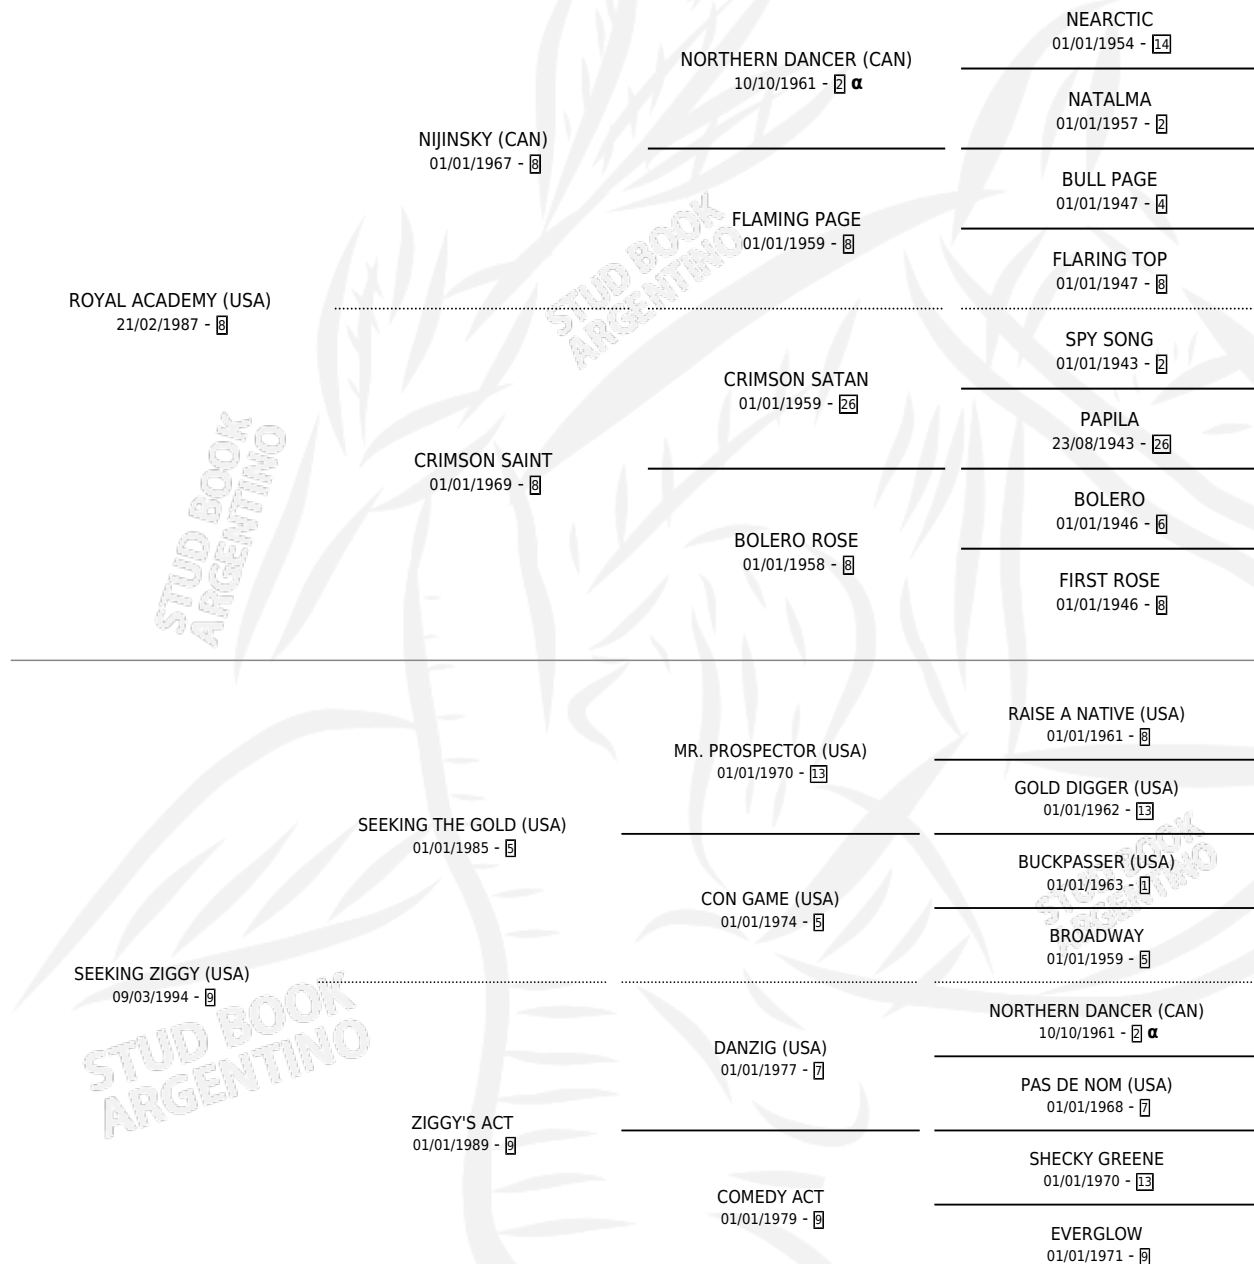 NEARCTIC
01/01/1954 - 14
NORTHERN DANCER (CAN)
10/10/1961 - 2 α
NATALMA
01/01/1957 - 2
NIJINSKY (CAN)
01/01/1967 - 8
BULL PAGE
01/01/1947 - 4
FLAMING PAGE
01/01/1959 - 8
FLARING TOP
01/01/1947 - 8
ROYAL ACADEMY (USA)
21/02/1987 - 8
SPY SONG
01/01/1943 - 2
CRIMSON SATAN
01/01/1959 - 26
PAPILA
23/08/1943 - 26
CRIMSON SAINT
01/01/1969 - 8
BOLERO
01/01/1946 - 6
BOLERO ROSE
01/01/1958 - 8
FIRST ROSE
01/01/1946 - 8
STUD BOOK
ARGENTINO
STUD BOOK
ARGENTINO
RAISE A NATIVE (USA)
01/01/1961 - 8
MR. PROSPECTOR (USA)
01/01/1970 - 13
GOLD DIGGER (USA)
01/01/1962 - 13
SEEKING THE GOLD (USA)
01/01/1985 - 5
BUCKPASSER (USA)
01/01/1963 - 1
CON GAME (USA)
01/01/1974 - 5
BROADWAY
01/01/1959 - 5
SEEKING ZIGGY (USA)
09/03/1994 - 9
NORTHERN DANCER (CAN)
10/10/1961 - 2 α
DANZIG (USA)
01/01/1977 - 7
PAS DE NOM (USA)
01/01/1968 - 7
ZIGGY'S ACT
01/01/1989 - 9
SHECKY GREENE
01/01/1970 - 13
COMEDY ACT
01/01/1979 - 9
EVERGLOW
01/01/1971 - 9
STUD BOOK
ARGENTINO
STUD BOOK
ARGENTINO